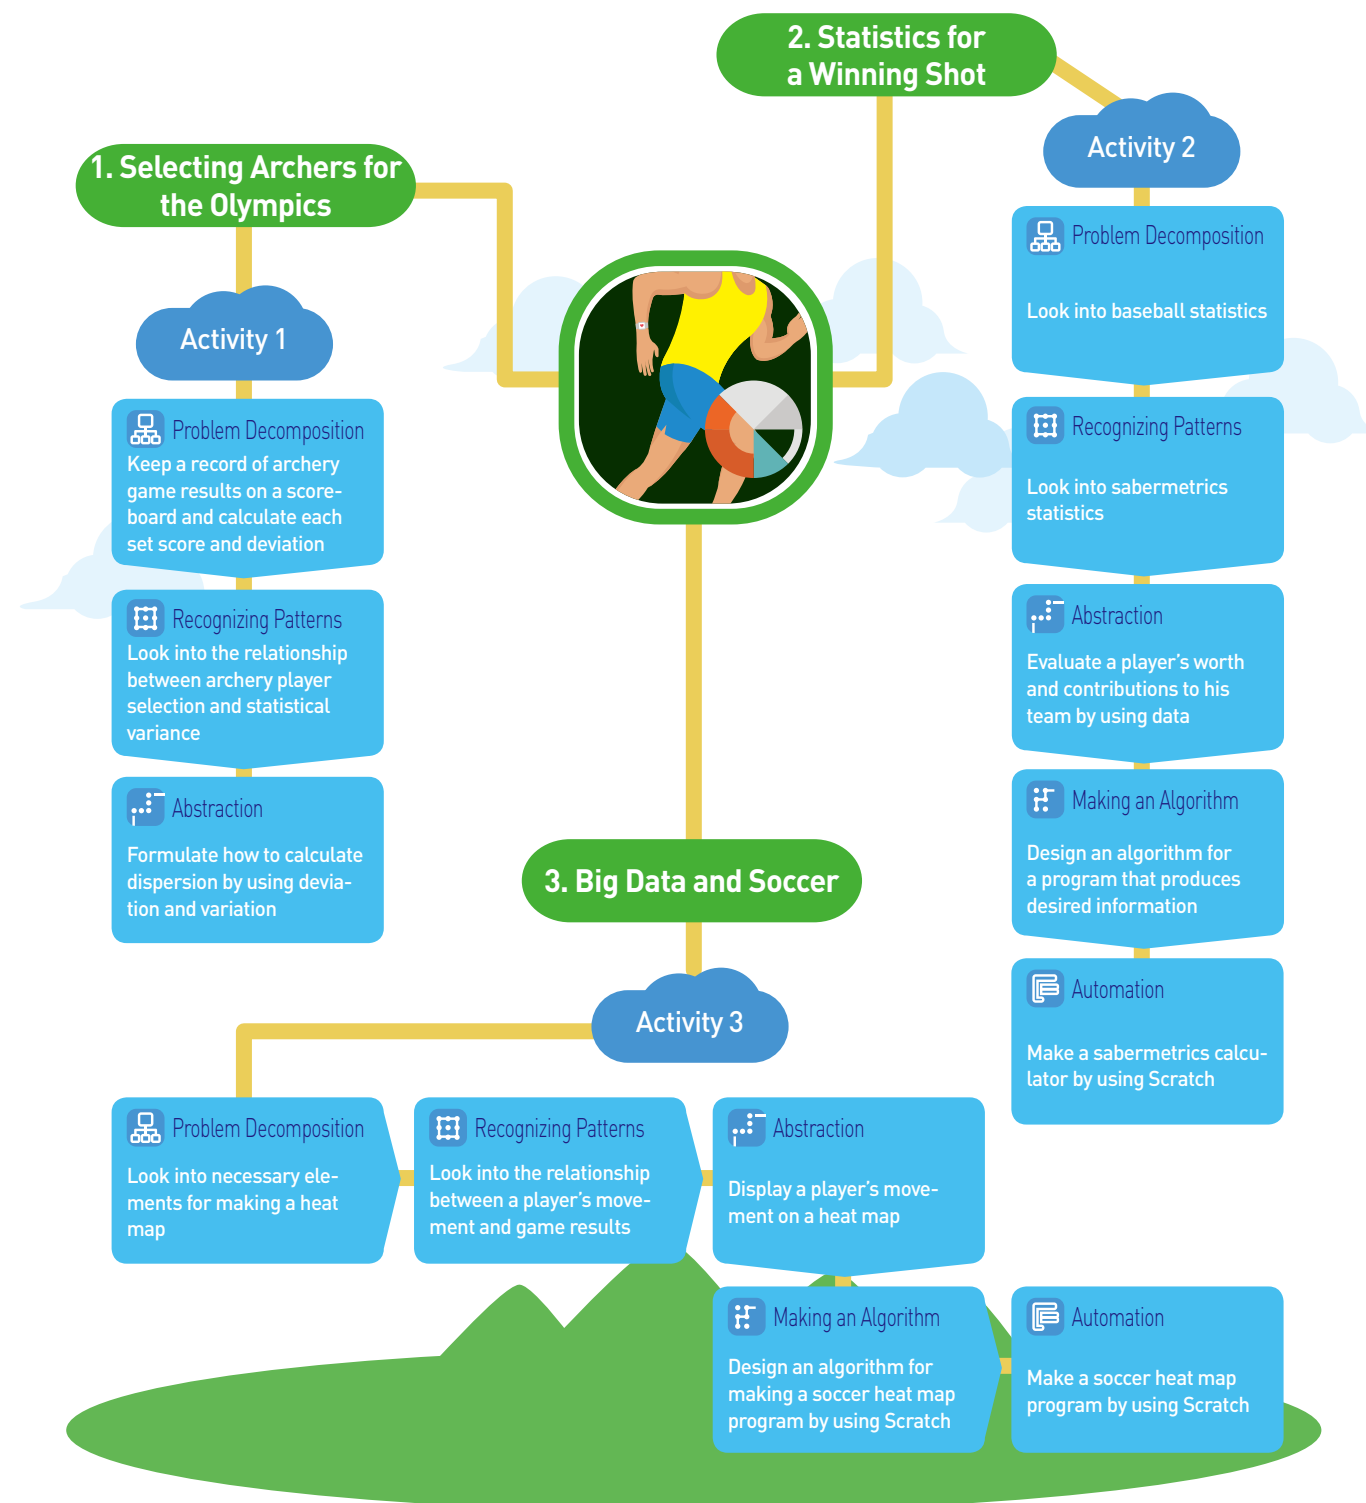 1. Selecting Archers for
the Olympics
Activity 1
Problem Decomposition
Keep a record of archery
game results on a score-
board and calculate each
set score and deviation
Recognizing Patterns
Look into the relationship
between archery player
selection and statistical
variance
Abstraction
Formulate how to calculate
dispersion by using devia-
tion and variation
2. Statistics for
a Winning Shot
Activity 2
Problem Decomposition
Look into baseball statistics
Recognizing Patterns
Look into sabermetrics
statistics
Abstraction
Evaluate a player’s worth
and contributions to his
team by using data
Making an Algorithm
Design an algorithm for
a program that produces
desired information
Automation
Make a sabermetrics calcu-
lator by using Scratch
3. Big Data and Soccer
Activity 3
Problem Decomposition
Look into necessary ele-
ments for making a heat
map
Recognizing Patterns
Look into the relationship
between a player’s move-
ment and game results
Abstraction
Display a player’s move-
ment on a heat map
Making an Algorithm
Design an algorithm for
making a soccer heat map
program by using Scratch
Automation
Make a soccer heat map
program by using Scratch